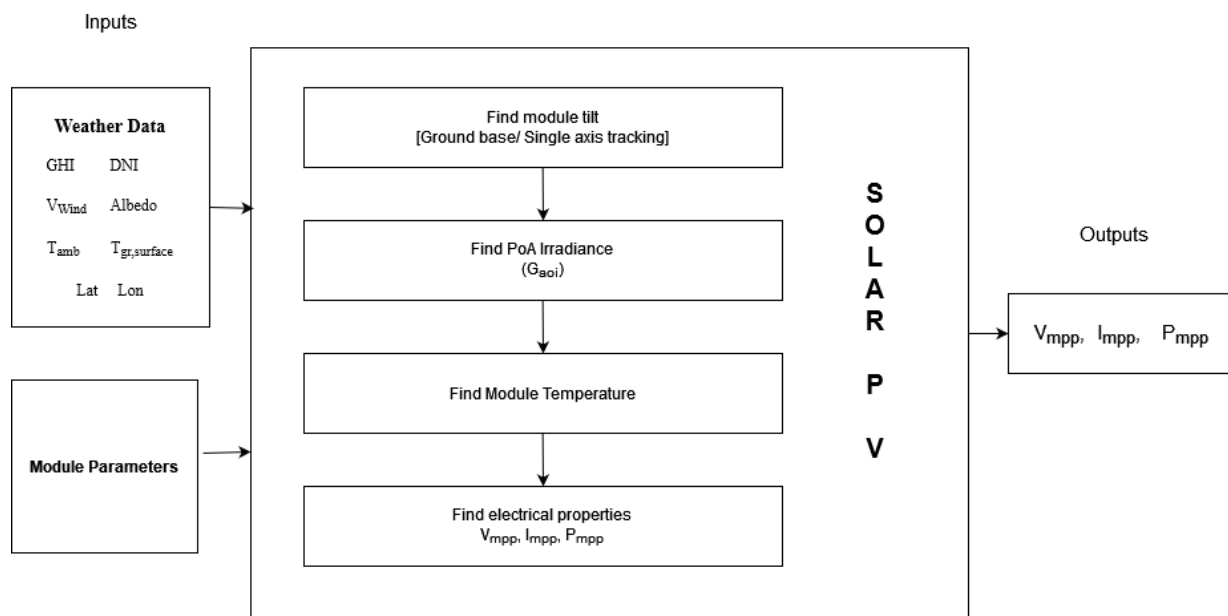 Inputs
Weather Data
GHI DNI
VWind Albedo
Tamb Tgr,surface
Lat Lon
Module Parameters
Find module tilt
[Ground base/ Single axis tracking]
Find PoA Irradiance
(Gaoi)
Find Module Temperature
Find electrical properties
Vmpp, Impp, Pmpp
SOLAR PV
Outputs
Vmpp, Impp, Pmpp